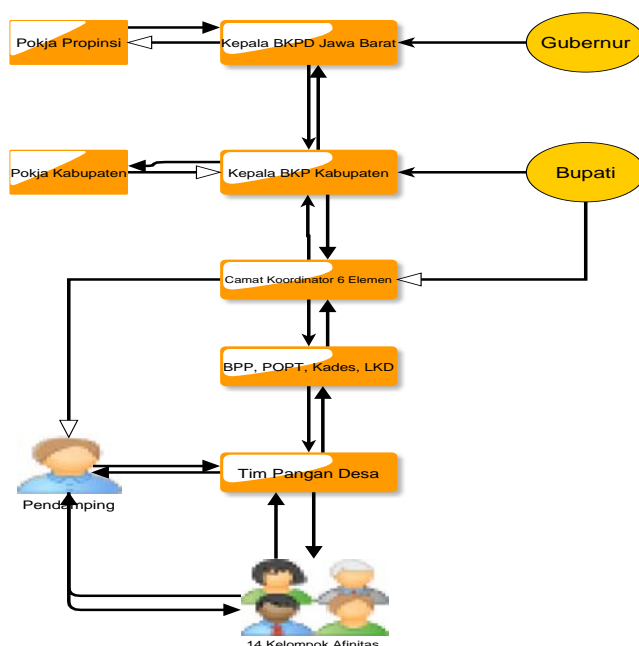 Pokja Propinsi
Kepala BKPD Jawa Barat
Gubernur
Pokja Kabupaten
Kepala BKP Kabupaten
Bupati
Camat Koordinator 6 Elemen
BPP, POPT, Kades, LKD
Tim Pangan Desa
Pendamping
14 Kelompok Afinitas